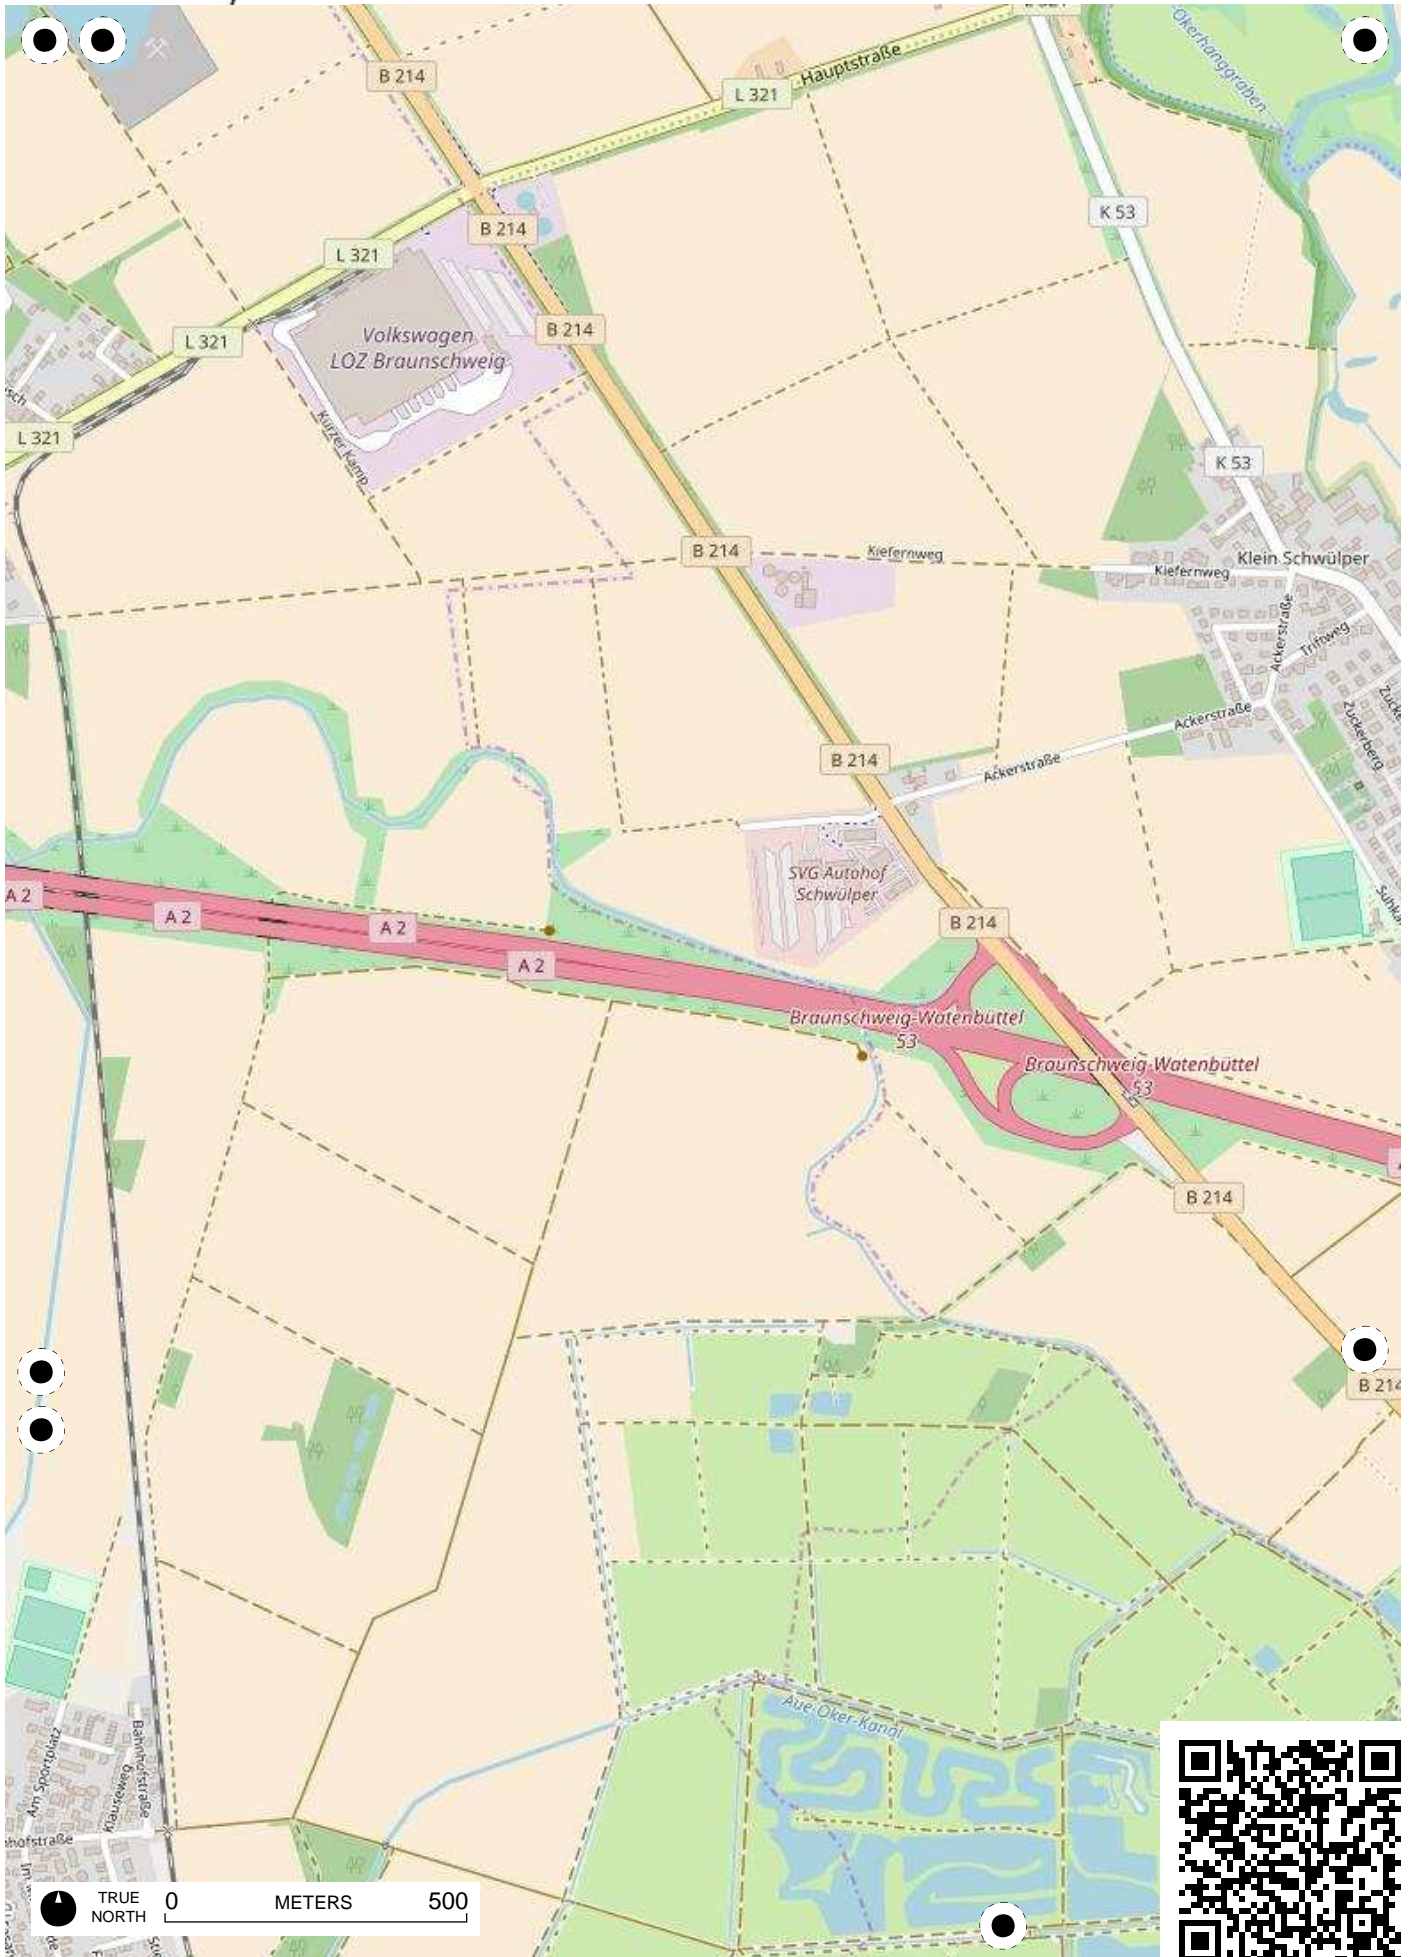 B 214
Hauptstraße
L 321
Okerhanggraben
K 53
B 214
L 321
L 321
B 214
Volkswagen
LOZ Braunschweig
L 321
Kurzer Kamp
K 53
B 214
Kiefernweg
Klein Schwülper
Kiefernweg
Ackerstraße
Triftweg
Ackerstraße
Zuckerberg
B 214
Ackerstraße
SVG Autohof
Schwülper
A 2
A 2
A 2
A 2
B 214
Braunschweig-Watenbüttel
53
Braunschweig-Watenbüttel
53
B 214
B 214
Aue-Oker-Kanal
Am Sportplatz
Klauseweg
Bahnhofstraße
hofstraße
TRUE
NORTH
0 METERS 500